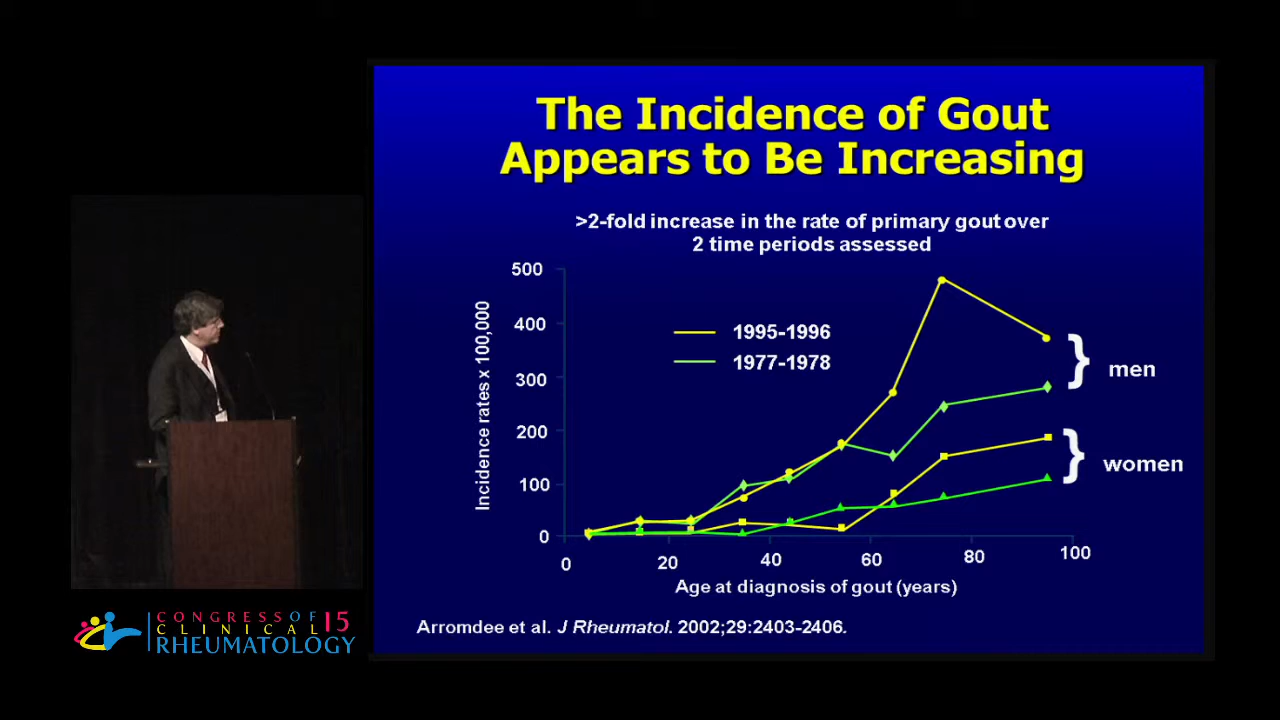 The Incidence of Gout
Appears to Be Increasing
>2-fold increase in the rate of primary gout over
2 time periods assessed
500
400
300
200
100
0
Incidence rates x 100,000
1995-1996
1977-1978
} men
} women
0 20 40 60 80 100
Age at diagnosis of gout (years)
Arromdee et al. J Rheumatol. 2002;29:2403-2406.
CONGRESS OF 15
CLINICAL
RHEUMATOLOGY